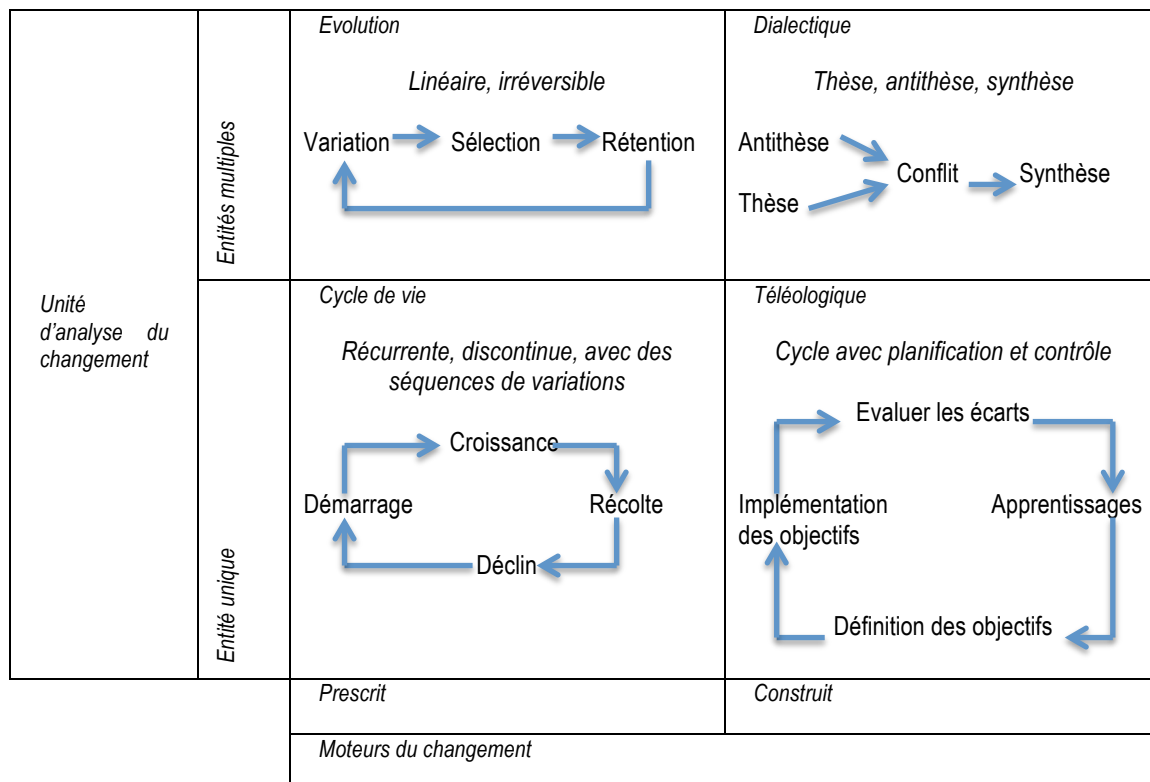 Evolution
Linéaire, irréversible
Variation
Sélection
Rétention
Dialectique
Thèse, antithèse, synthèse
Antithèse
Conflit
Synthèse
Thèse
Entités multiples
Unité
d'analyse du
changement
Cycle de vie
Récurrente, discontinue, avec des
séquences de variations
Croissance
Démarrage
Récolte
Déclin
Téléologique
Cycle avec planification et contrôle
Evaluer les écarts
Implémentation
des objectifs
Apprentissages
Définition des objectifs
Entité unique
Prescrit
Construit
Moteurs du changement